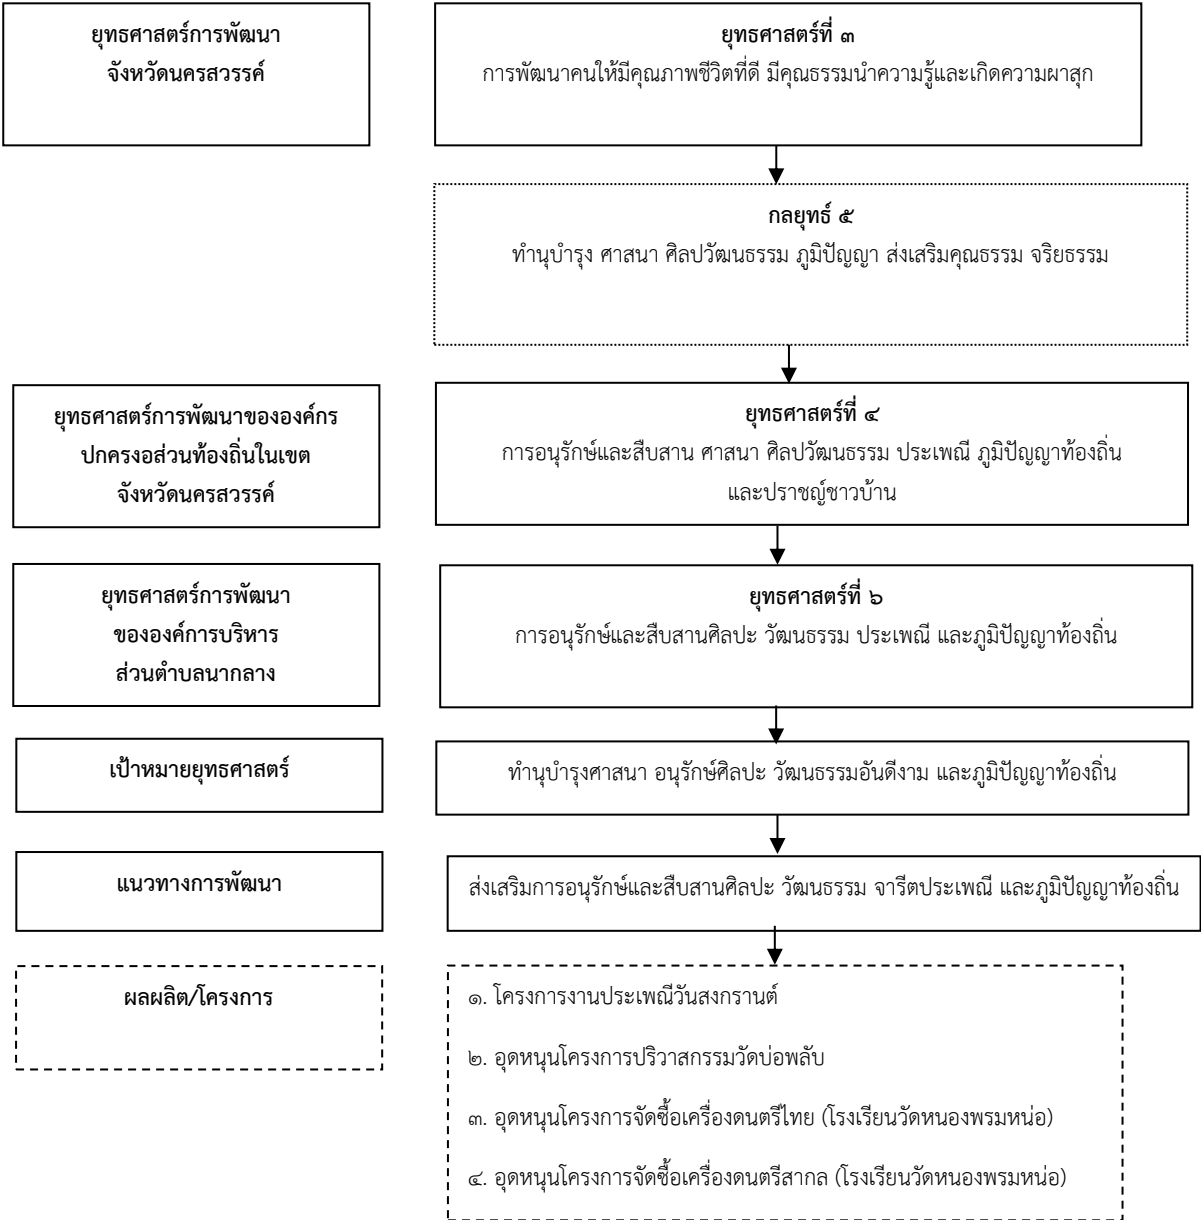 ยุทธศาสตร์การพัฒนา
จังหวัดนครสวรรค์
ยุทธศาสตร์ที่ ๓
การพัฒนาคนให้มีคุณภาพชีวิตที่ดี มีคุณธรรมนำความรู้และเกิดความผาสุก
กลยุทธ์ ๕
ทำนุบำรุง ศาสนา ศิลปวัฒนธรรม ภูมิปัญญา ส่งเสริมคุณธรรม จริยธรรม
ยุทธศาสตร์การพัฒนาขององค์กร
ปกครงอส่วนท้องถิ่นในเขต
จังหวัดนครสวรรค์
ยุทธศาสตร์ที่ ๔
การอนุรักษ์และสืบสาน ศาสนา ศิลปวัฒนธรรม ประเพณี ภูมิปัญญาท้องถิ่น
และปราชญ์ชาวบ้าน
ยุทธศาสตร์การพัฒนา
ขององค์การบริหาร
ส่วนตำบลนากลาง
ยุทธศาสตร์ที่ ๖
การอนุรักษ์และสืบสานศิลปะ วัฒนธรรม ประเพณี และภูมิปัญญาท้องถิ่น
เป้าหมายยุทธศาสตร์
ทำนุบำรุงศาสนา อนุรักษ์ศิลปะ วัฒนธรรมอันดีงาม และภูมิปัญญาท้องถิ่น
แนวทางการพัฒนา
ส่งเสริมการอนุรักษ์และสืบสานศิลปะ วัฒนธรรม จารีตประเพณี และภูมิปัญญาท้องถิ่น
ผลผลิต/โครงการ
๑. โครงการงานประเพณีวันสงกรานต์
๒. อุดหนุนโครงการปริวาสกรรมวัดบ่อพลับ
๓. อุดหนุนโครงการจัดซื้อเครื่องดนตรีไทย (โรงเรียนวัดหนองพรมหน่อ)
๔. อุดหนุนโครงการจัดซื้อเครื่องดนตรีสากล (โรงเรียนวัดหนองพรมหน่อ)